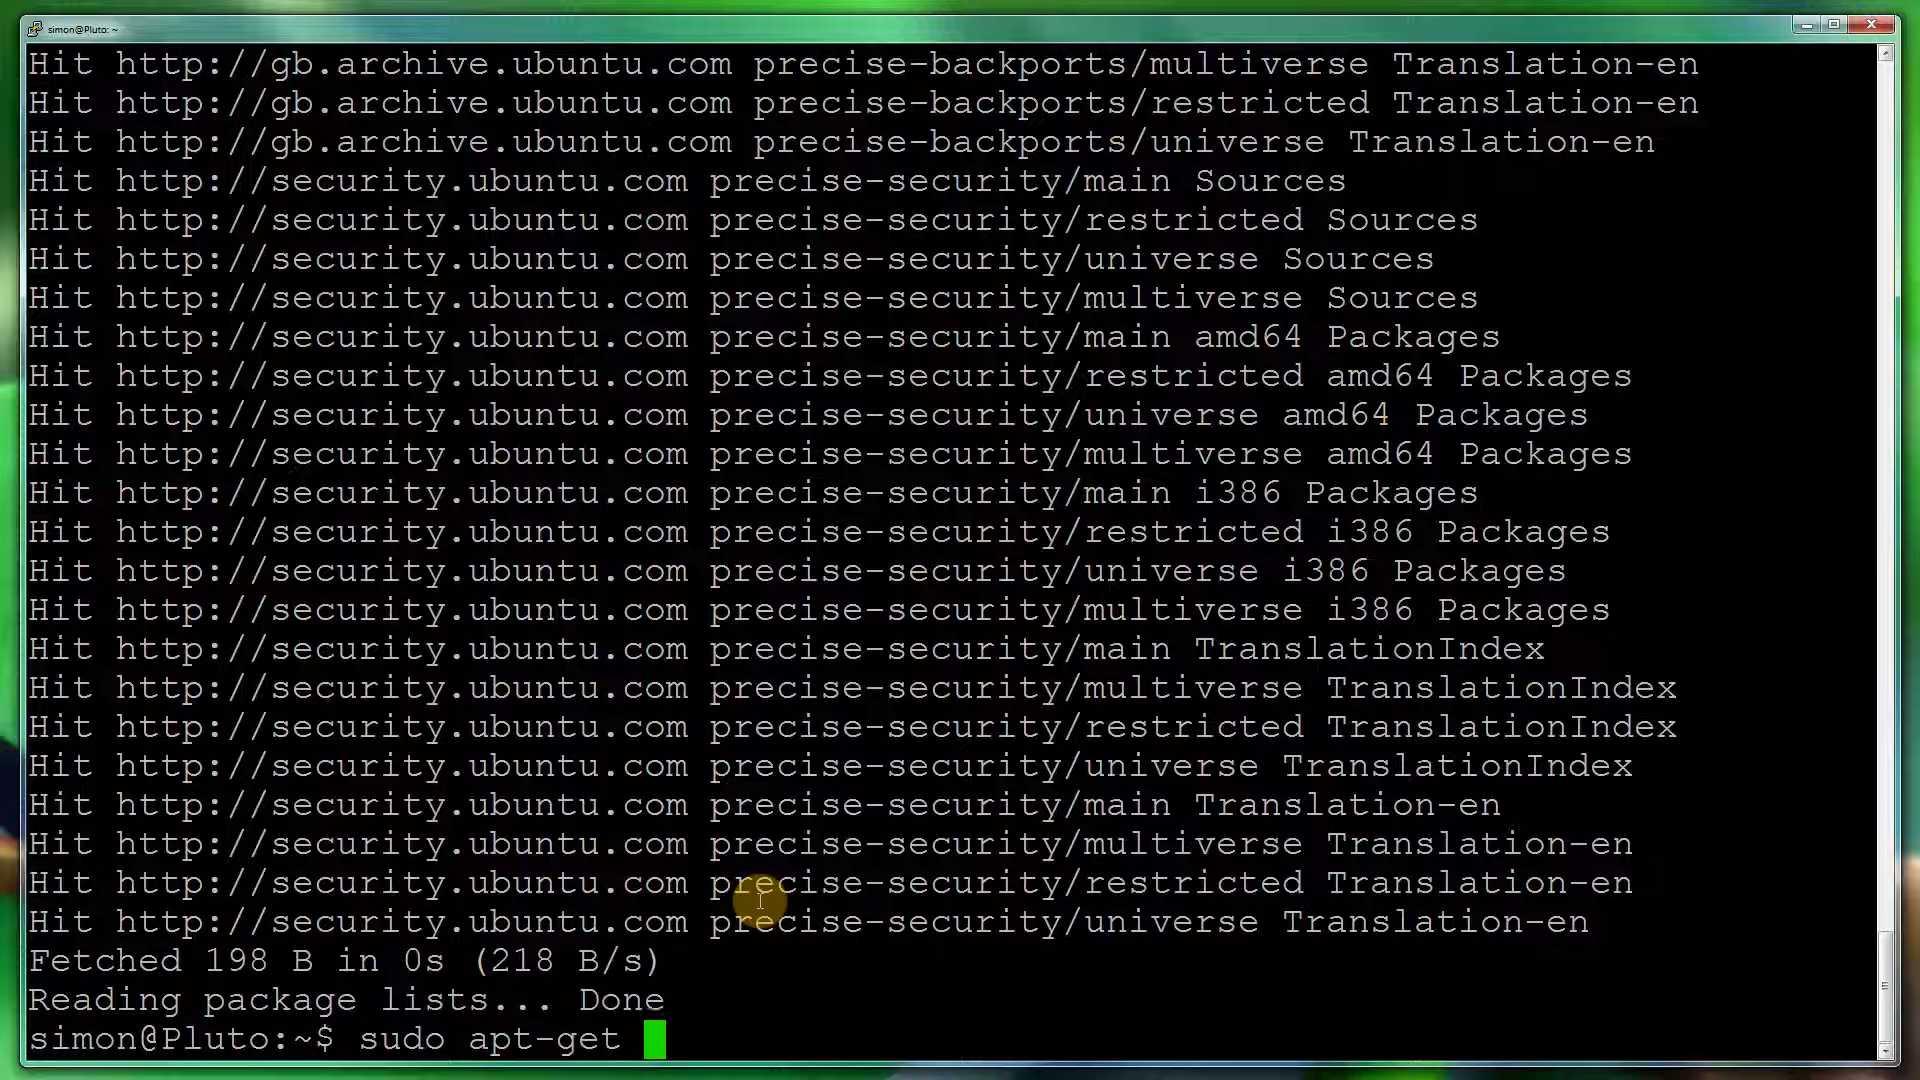 simon@Pluto: ~
Hit http://gb.archive.ubuntu.com precise-backports/multiverse Translation-en
Hit http://gb.archive.ubuntu.com precise-backports/restricted Translation-en
Hit http://gb.archive.ubuntu.com precise-backports/universe Translation-en
Hit http://security.ubuntu.com precise-security/main Sources
Hit http://security.ubuntu.com precise-security/restricted Sources
Hit http://security.ubuntu.com precise-security/universe Sources
Hit http://security.ubuntu.com precise-security/multiverse Sources
Hit http://security.ubuntu.com precise-security/main amd64 Packages
Hit http://security.ubuntu.com precise-security/restricted amd64 Packages
Hit http://security.ubuntu.com precise-security/universe amd64 Packages
Hit http://security.ubuntu.com precise-security/multiverse amd64 Packages
Hit http://security.ubuntu.com precise-security/main i386 Packages
Hit http://security.ubuntu.com precise-security/restricted i386 Packages
Hit http://security.ubuntu.com precise-security/universe i386 Packages
Hit http://security.ubuntu.com precise-security/multiverse i386 Packages
Hit http://security.ubuntu.com precise-security/main TranslationIndex
Hit http://security.ubuntu.com precise-security/multiverse TranslationIndex
Hit http://security.ubuntu.com precise-security/restricted TranslationIndex
Hit http://security.ubuntu.com precise-security/universe TranslationIndex
Hit http://security.ubuntu.com precise-security/main Translation-en
Hit http://security.ubuntu.com precise-security/multiverse Translation-en
Hit http://security.ubuntu.com precise-security/restricted Translation-en
Hit http://security.ubuntu.com precise-security/universe Translation-en
Fetched 198 B in 0s (218 B/s)
Reading package lists... Done
simon@Pluto:~$ sudo apt-get